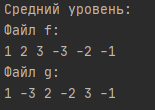 Средний уровень:
Файл f:
1 2 3 -3 -2 -1
Файл g:
1 -3 2 -2 3 -1